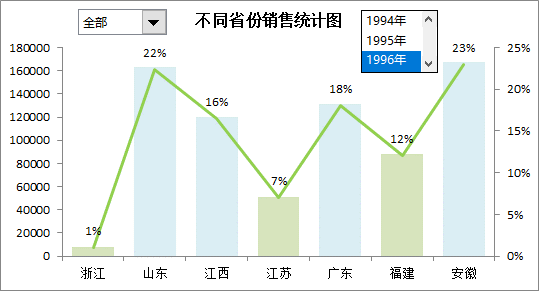 全部
不同省份销售统计图
1994年
1995年
1996年
180000
160000
140000
120000
100000
80000
60000
40000
20000
0
25%
20%
15%
10%
5%
0%
1%
22%
16%
7%
18%
12%
23%
浙江
山东
江西
江苏
广东
福建
安徽